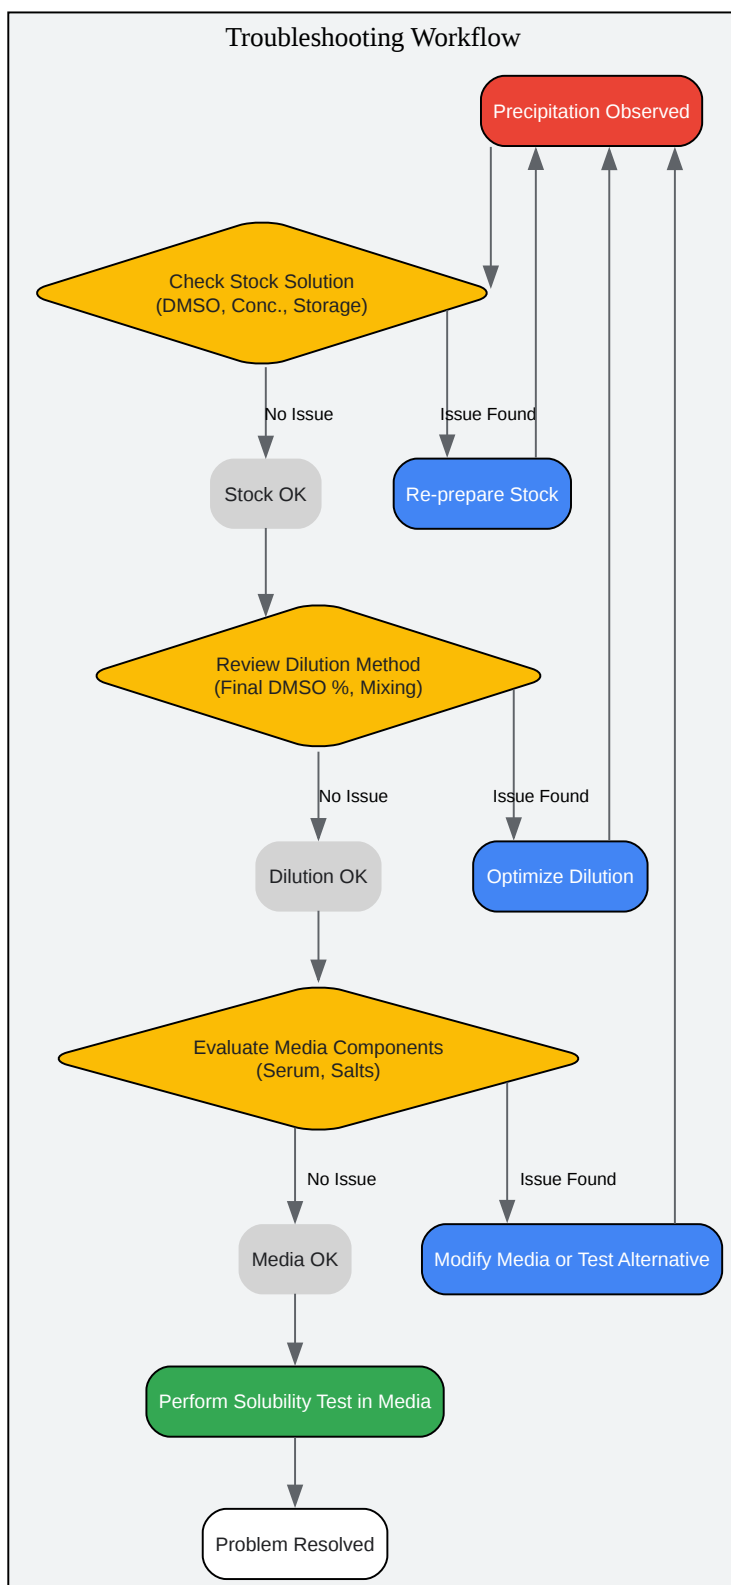 Troubleshooting Workflow
Precipitation Observed
Check Stock Solution
(DMSO, Conc., Storage)
No Issue
Issue Found
Stock OK
Re-prepare Stock
Review Dilution Method
(Final DMSO %, Mixing)
No Issue
Issue Found
Dilution OK
Optimize Dilution
Evaluate Media Components
(Serum, Salts)
No Issue
Issue Found
Media OK
Modify Media or Test Alternative
Perform Solubility Test in Media
Problem Resolved